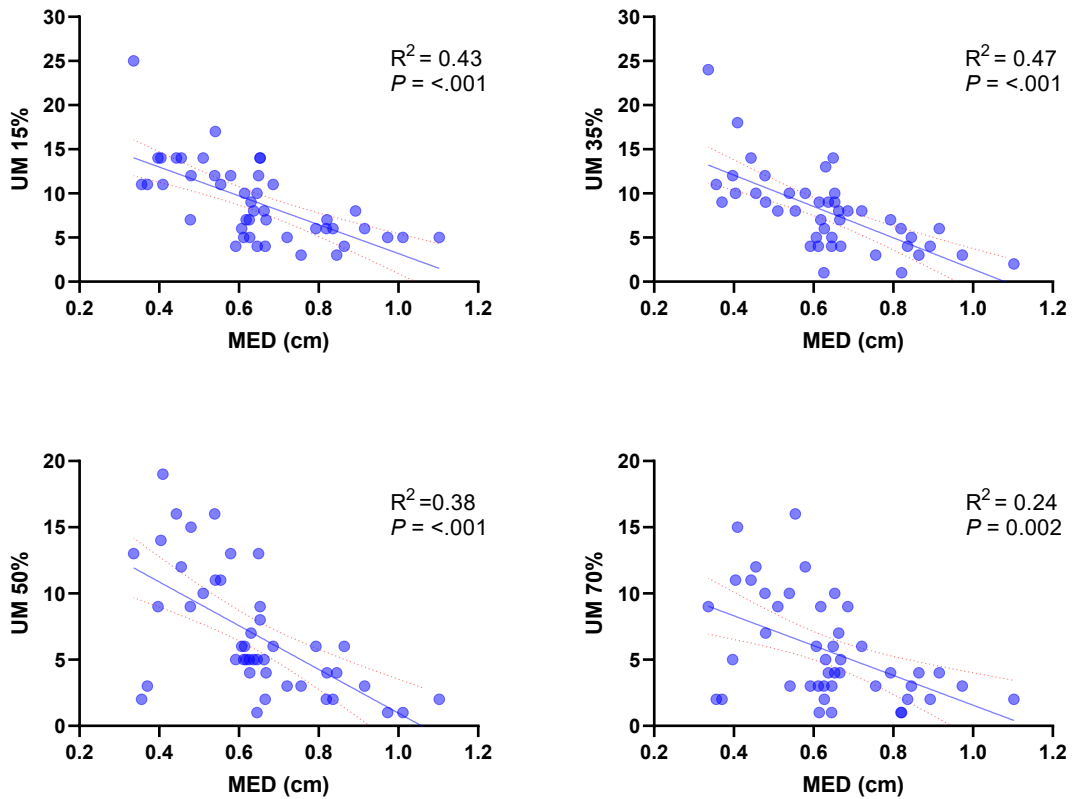 30
25
20
15
10
5
0
UM 15%
R² = 0.43
P = <.001
0.2 0.4 0.6 0.8 1.0 1.2
MED (cm)
30
25
20
15
10
5
0
UM 35%
R² = 0.47
P = <.001
0.2 0.4 0.6 0.8 1.0 1.2
MED (cm)
20
15
10
5
0
UM 50%
R² =0.38
P = <.001
0.2 0.4 0.6 0.8 1.0 1.2
MED (cm)
20
15
10
5
0
UM 70%
R² = 0.24
P = 0.002
0.2 0.4 0.6 0.8 1.0 1.2
MED (cm)